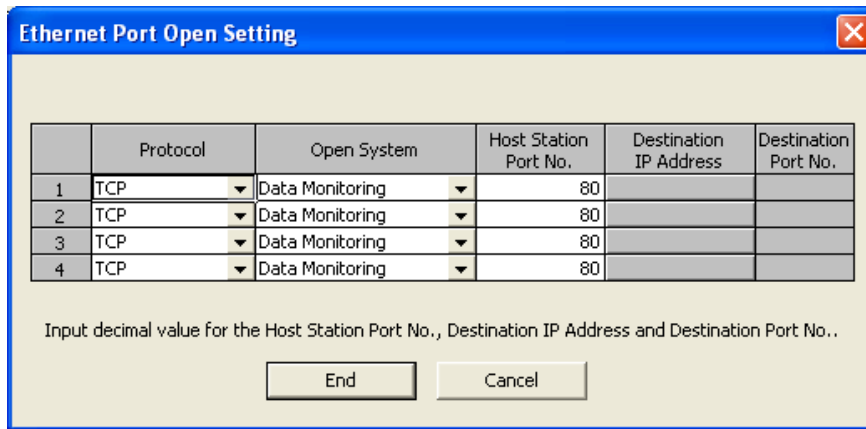 Ethernet Port Open Setting
Protocol Open System Host Station Port No. Destination IP Address Destination Port No.
1 TCP Data Monitoring 80
2 TCP Data Monitoring 80
3 TCP Data Monitoring 80
4 TCP Data Monitoring 80
Input decimal value for the Host Station Port No., Destination IP Address and Destination Port No..
End Cancel